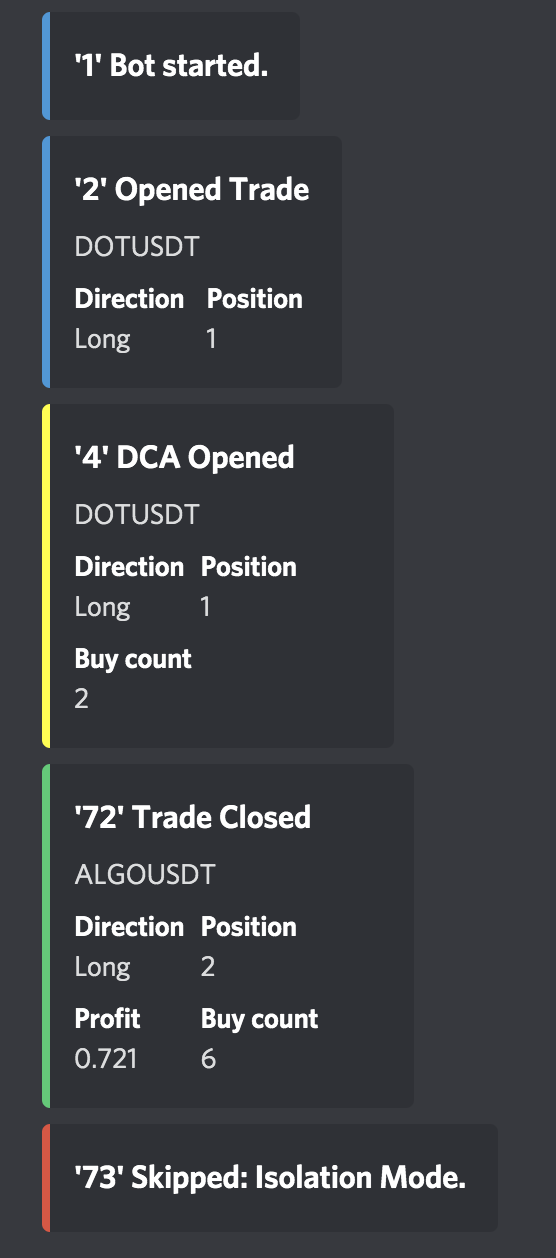 '1' Bot started.
'2' Opened Trade
DOTUSDT
Direction Position
Long 1
'4' DCA Opened
DOTUSDT
Direction Position
Long 1
Buy count
2
'72' Trade Closed
ALGOUSDT
Direction Position
Long 2
Profit Buy count
0.721 6
'73' Skipped: Isolation Mode.